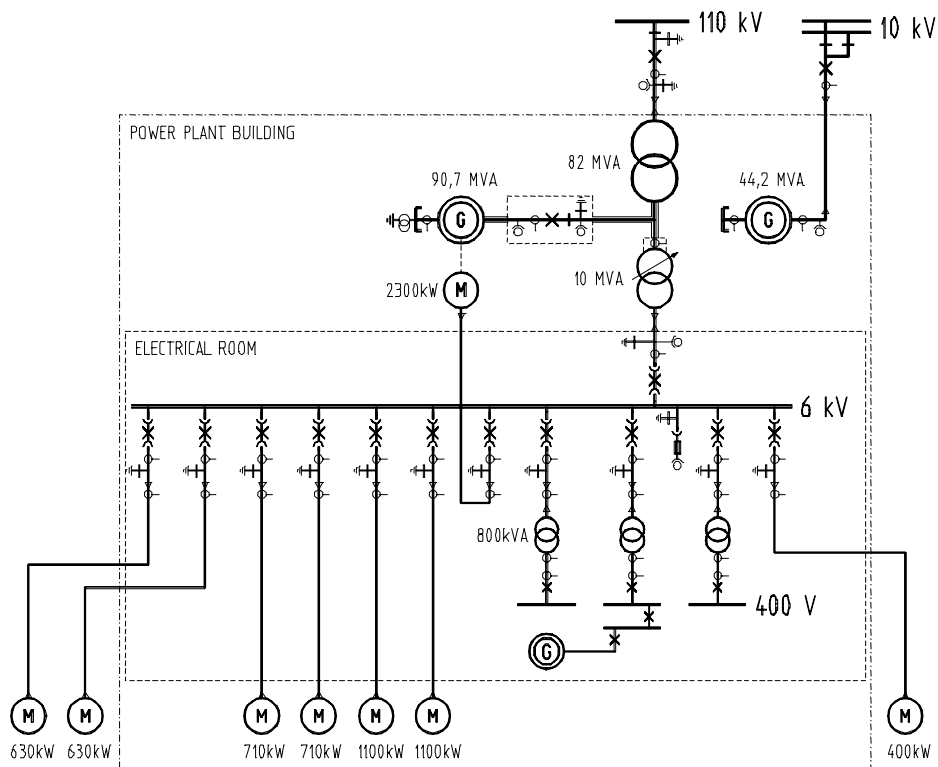 110 kV
10 kV
POWER PLANT BUILDING
82 MVA
90,7 MVA
44,2 MVA
G
G
10 MVA
2300kW
M
ELECTRICAL ROOM
6 kV
800kVA
400 V
G
M
M
M
M
M
M
M
630kW
630kW
710kW
710kW
1100kW
1100kW
400kW